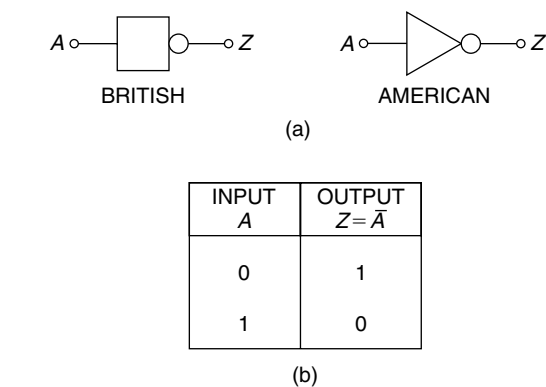 A Z A Z
BRITISH AMERICAN
(a)
INPUT OUTPUT
A Z = A̅
0 1
1 0
(b)